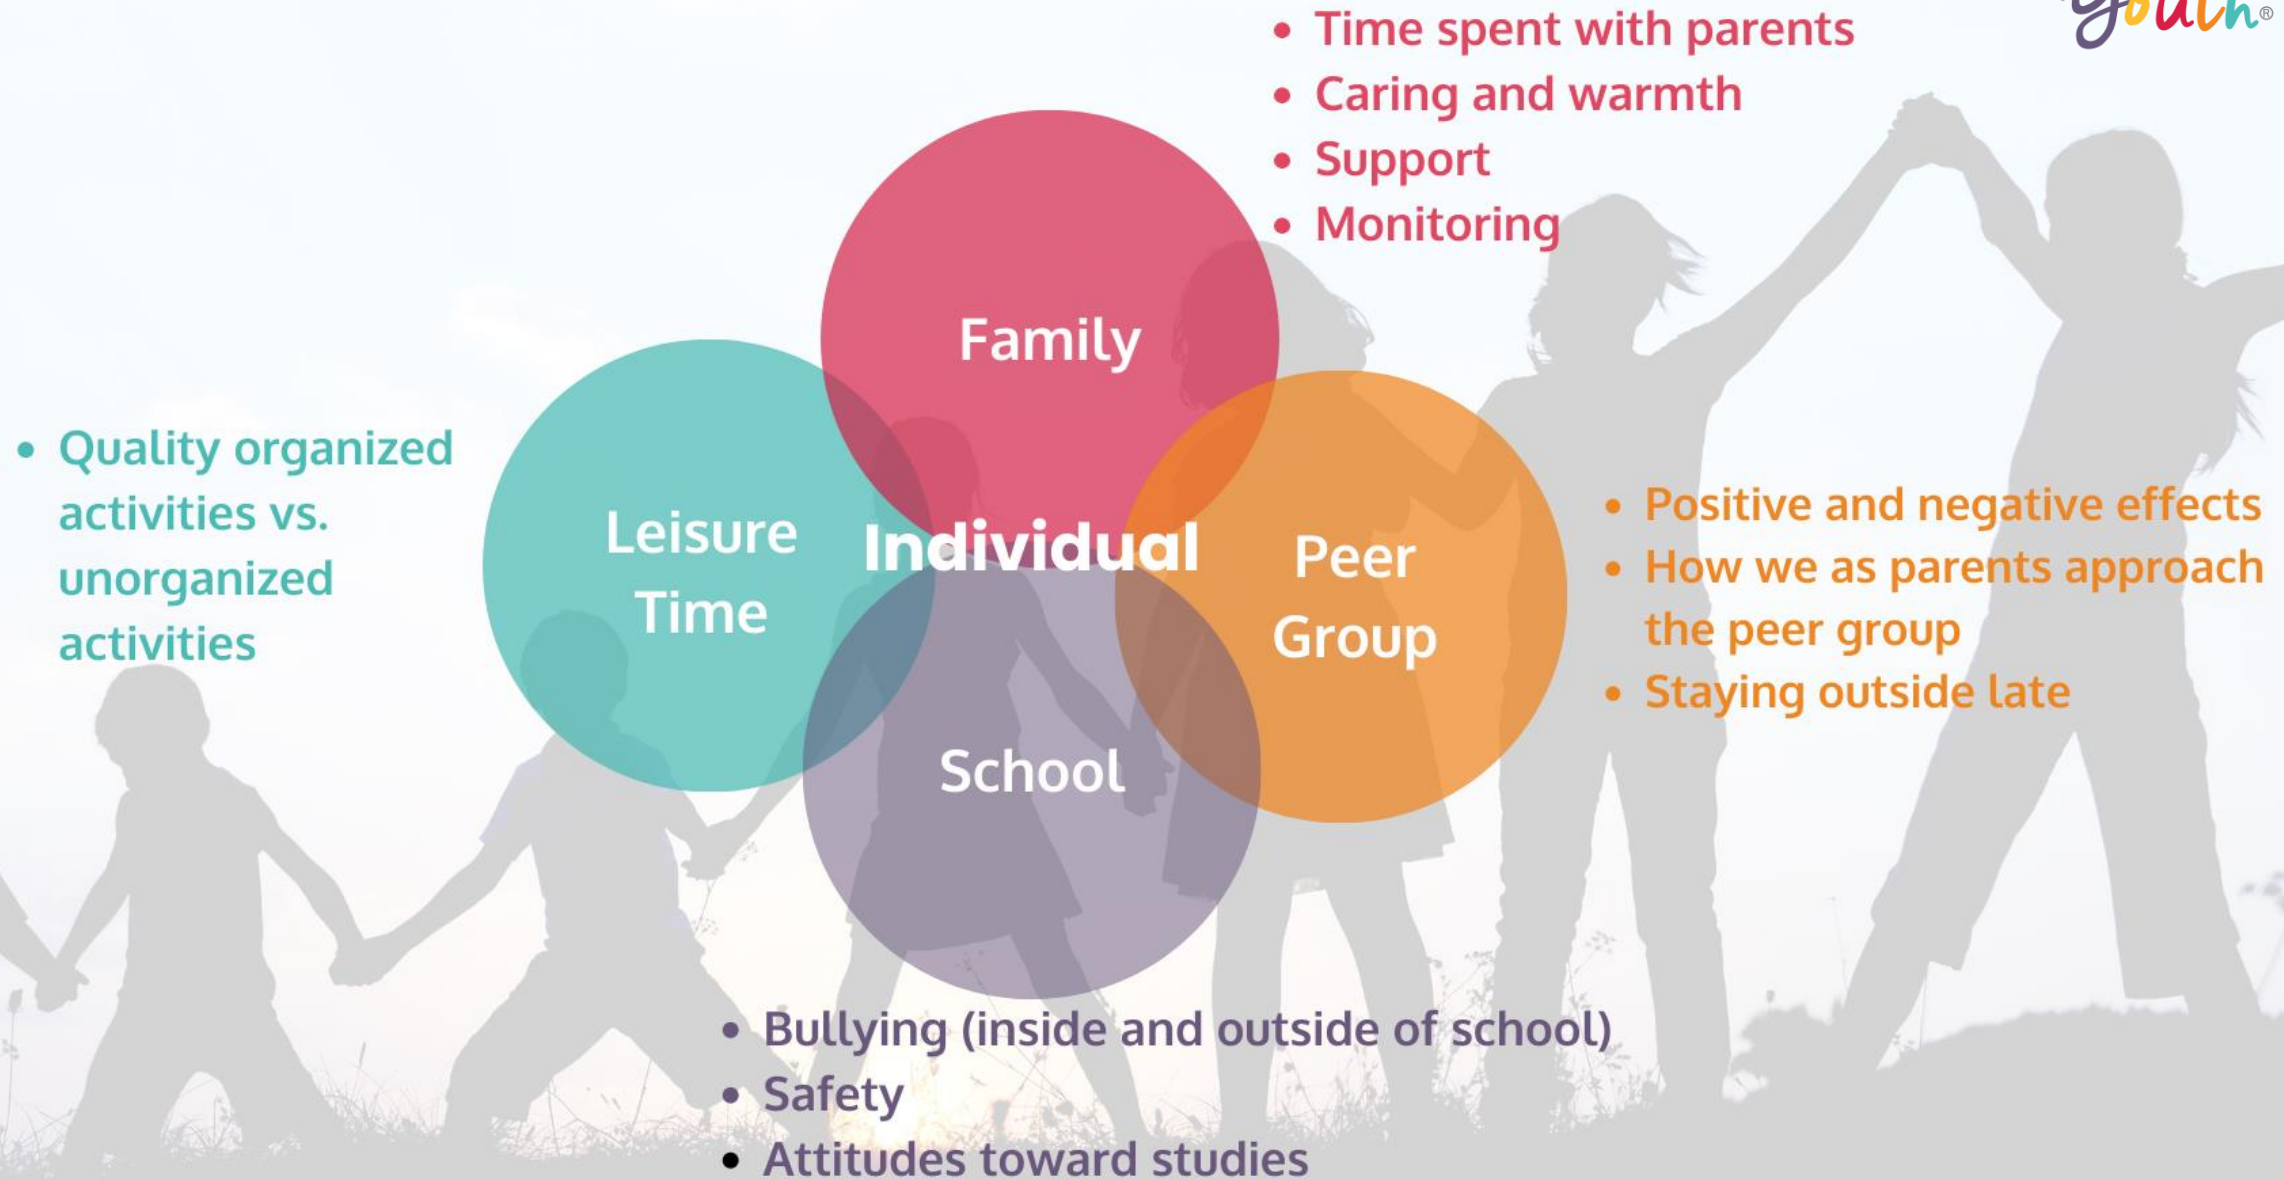 Youth®
• Time spent with parents
• Caring and warmth
• Support
• Monitoring
Family
• Quality organized
activities vs.
unorganized
activities
Leisure
Time
Individual
Peer
Group
• Positive and negative effects
• How we as parents approach
the peer group
• Staying outside late
School
• Bullying (inside and outside of school)
• Safety
• Attitudes toward studies